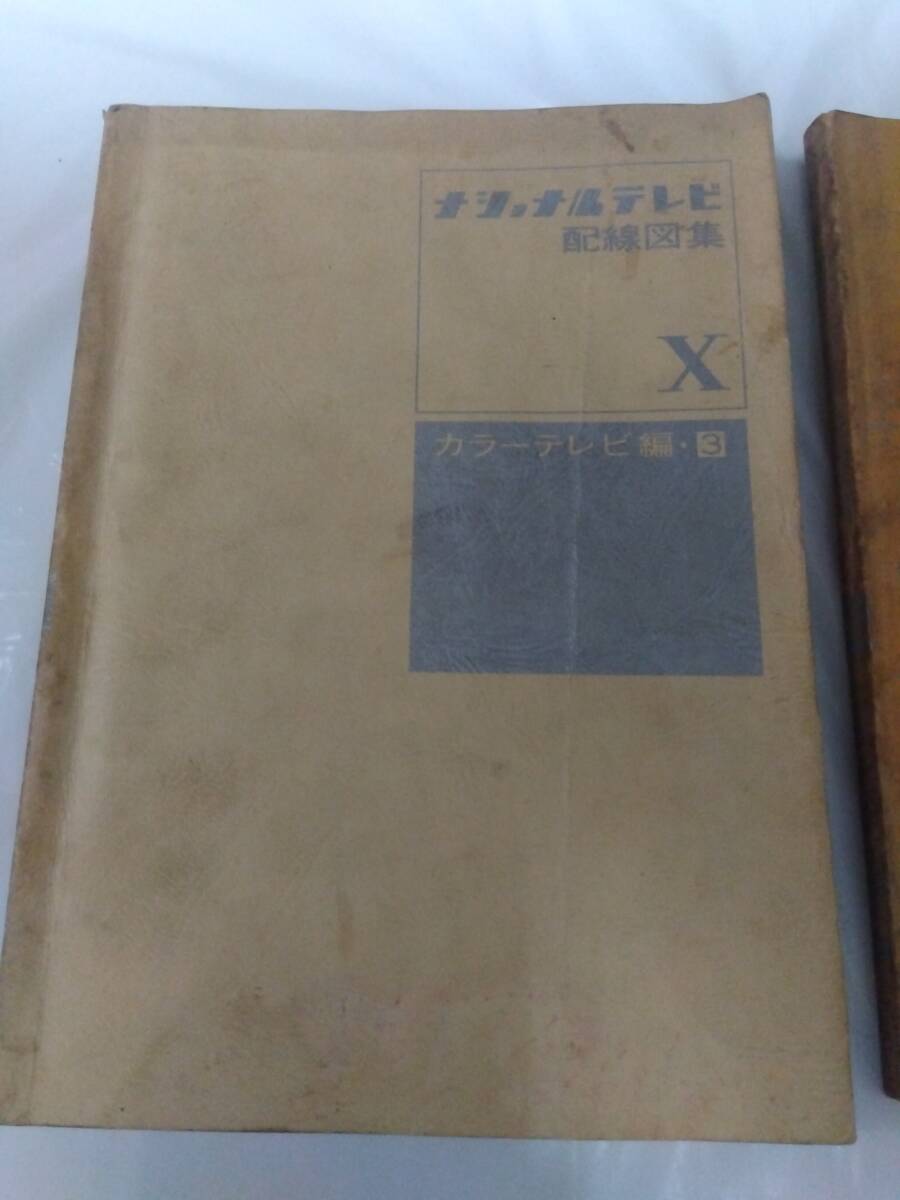 ナショナルテレビ
配線図集
X
カラーテレビ編・3